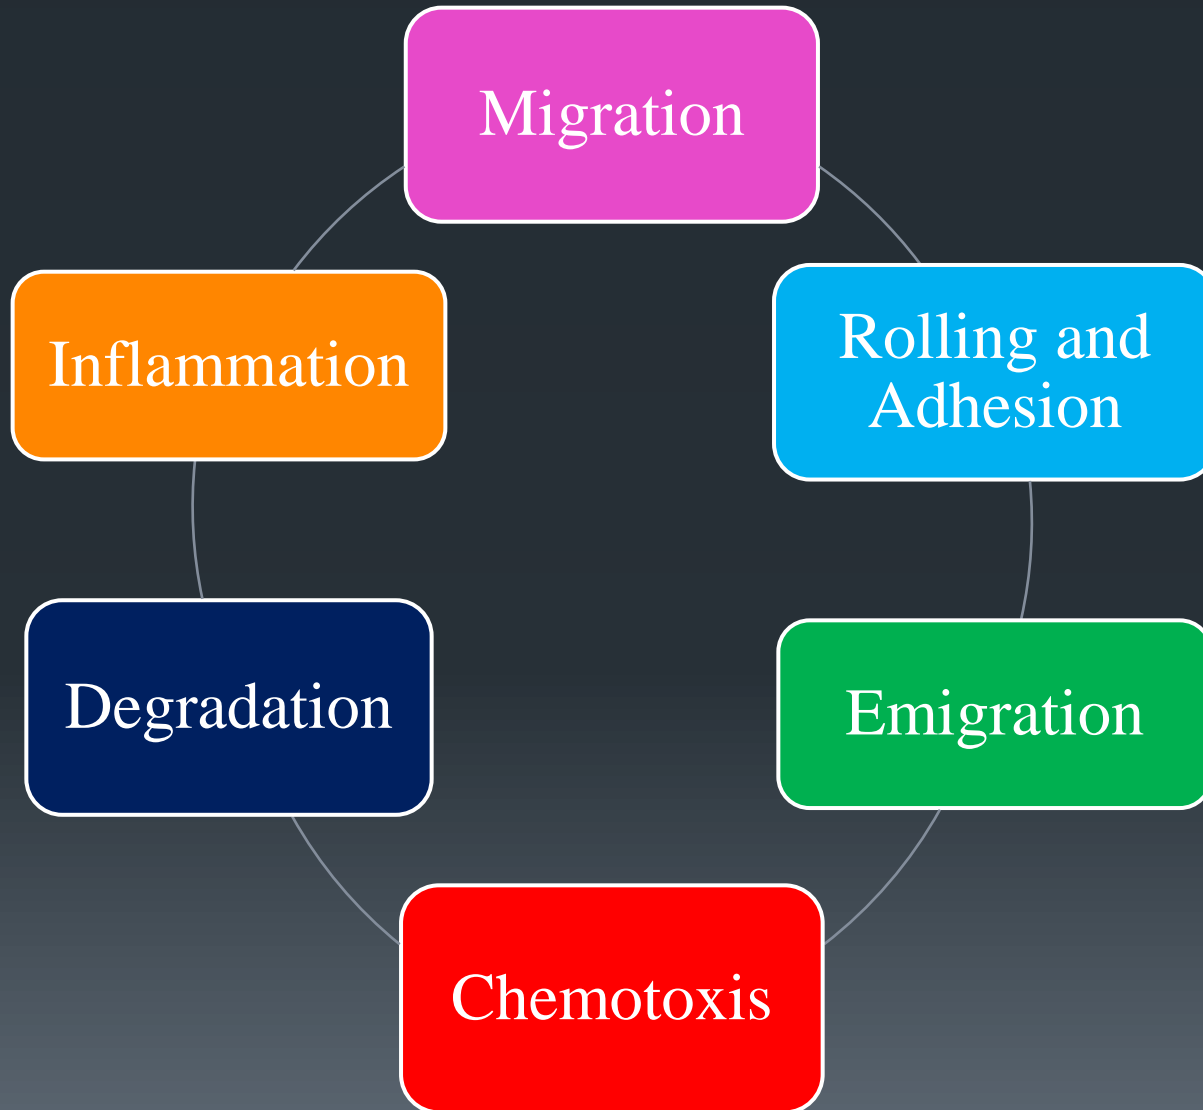 Migration
Rolling and
Adhesion
Emigration
Chemotoxis
Degradation
Inflammation